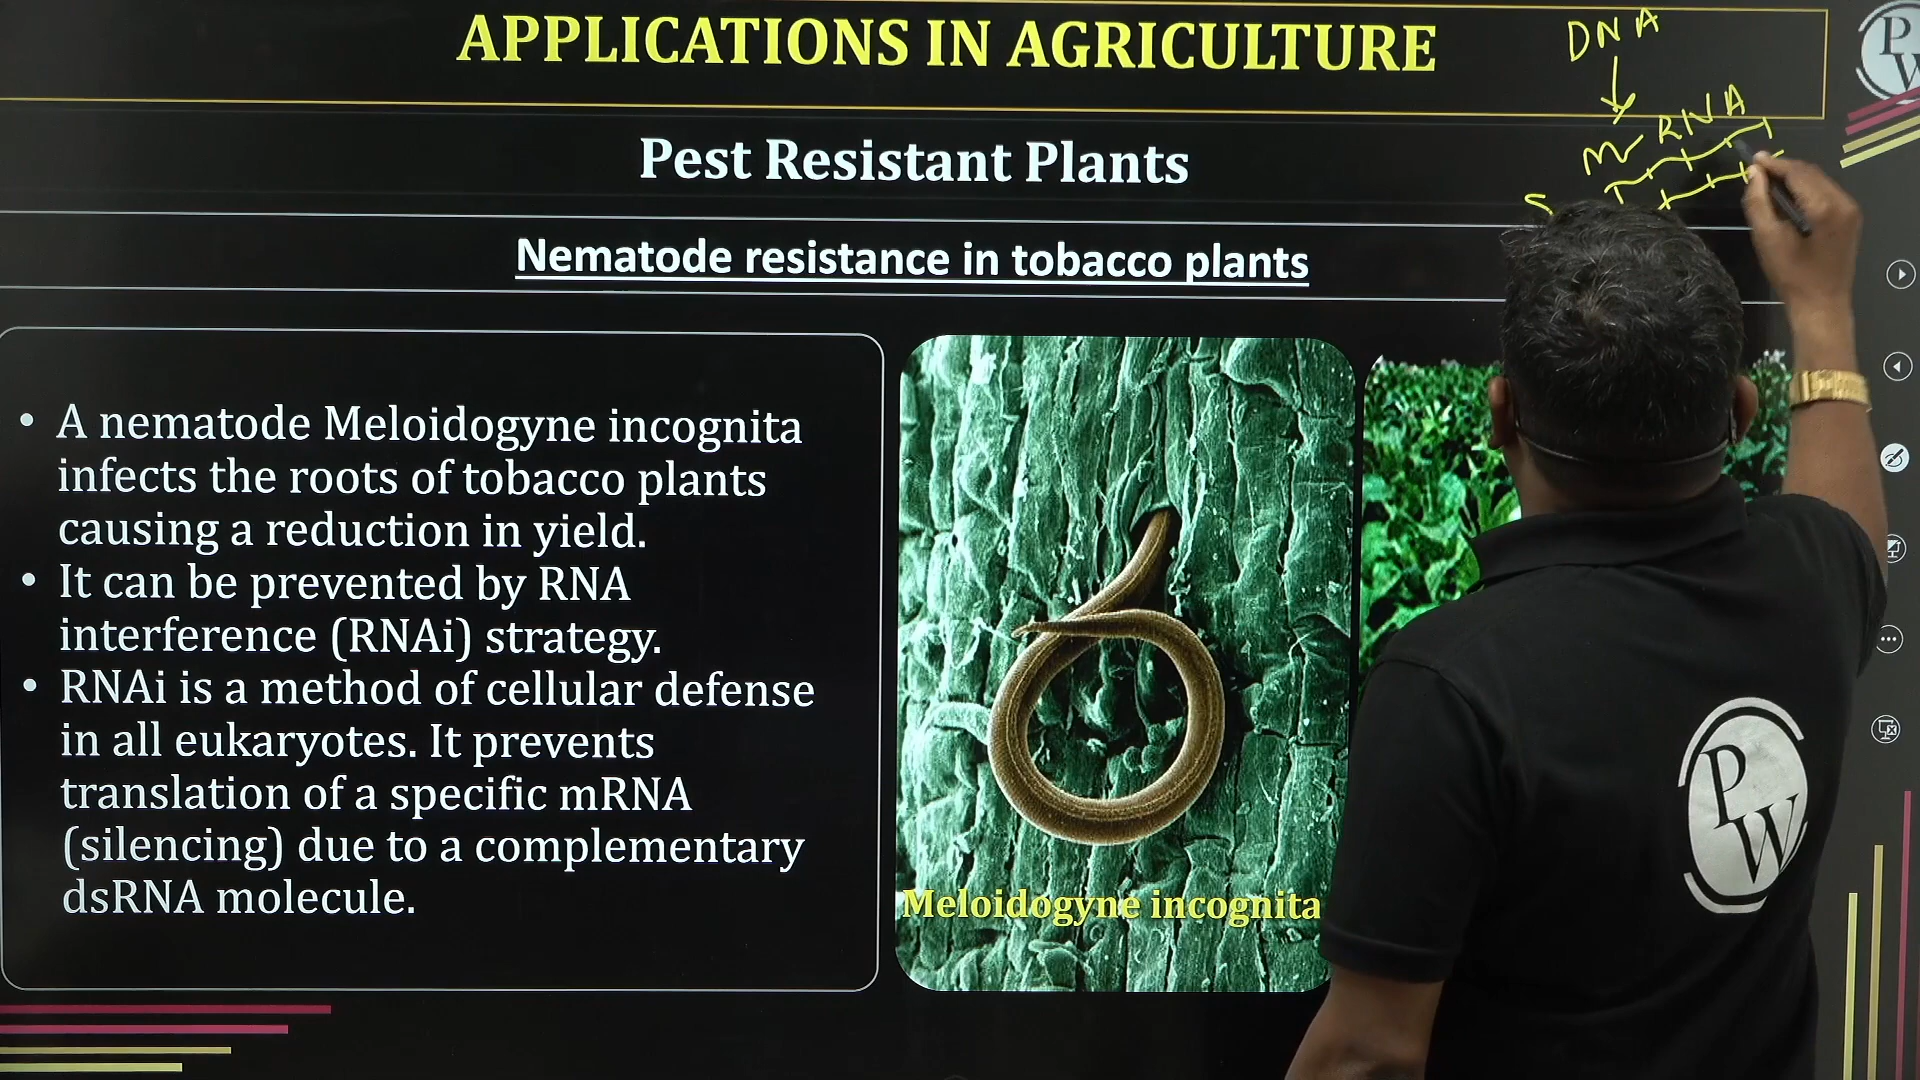 APPLICATIONS IN AGRICULTURE
DNA
mRNA
PW
Pest Resistant Plants
S
Nematode resistance in tobacco plants
• A nematode Meloidogyne incognita
infects the roots of tobacco plants
causing a reduction in yield.
• It can be prevented by RNA
interference (RNAi) strategy.
• RNAi is a method of cellular defense
in all eukaryotes. It prevents
translation of a specific mRNA
(silencing) due to a complementary
dsRNA molecule.
Meloidogyne incognita
PW